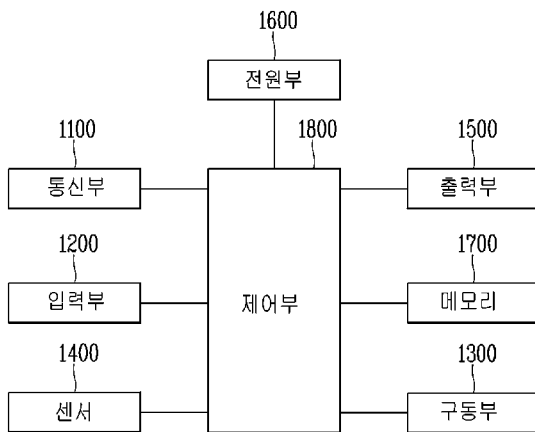 1600
전원부
1100
1800
1500
통신부
출력부
1200
1700
입력부
제어부
메모리
1400
1300
센서
구동부